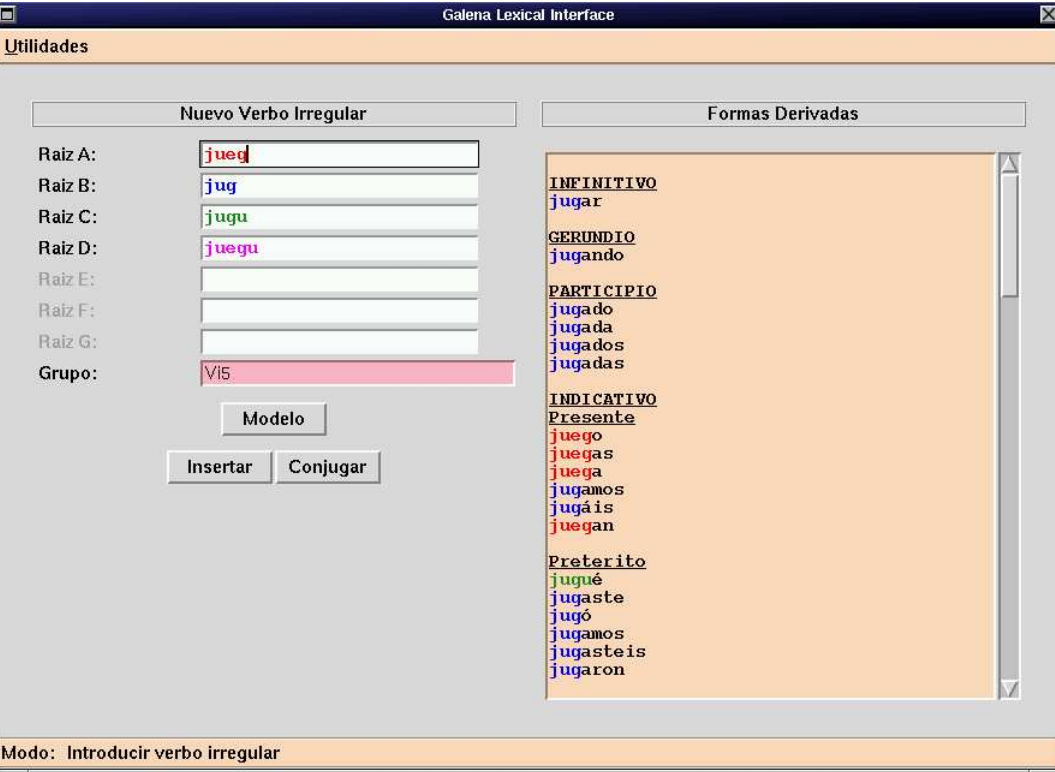 Galena Lexical Interface
Utilidades
Nuevo Verbo Irregular
Raiz A: jueg
Raiz B: jug
Raiz C: jugu
Raiz D: juegu
Raiz E:
Raiz F:
Raiz G:
Grupo: Vi5
Modelo
Insertar Conjugar
Formas Derivadas
INFINITIVO
jugar
GERUNDIO
jugando
PARTICIPIO
jugado
jugada
jugados
jugadas
INDICATIVO
Presente
juego
juegas
juega
jugamos
jugáis
juegan
Preterito
jugué
jugaste
jugó
jugamos
jugasteis
jugaron
Modo: Introducir verbo irregular